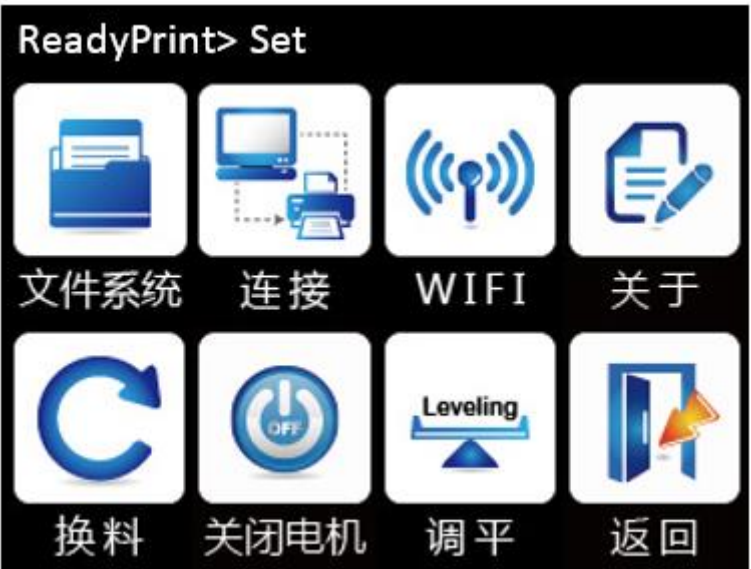 ReadyPrint> Set
文件系统 连接 WIFI 关于
OFF Leveling
换料 关闭电机 调平 返回